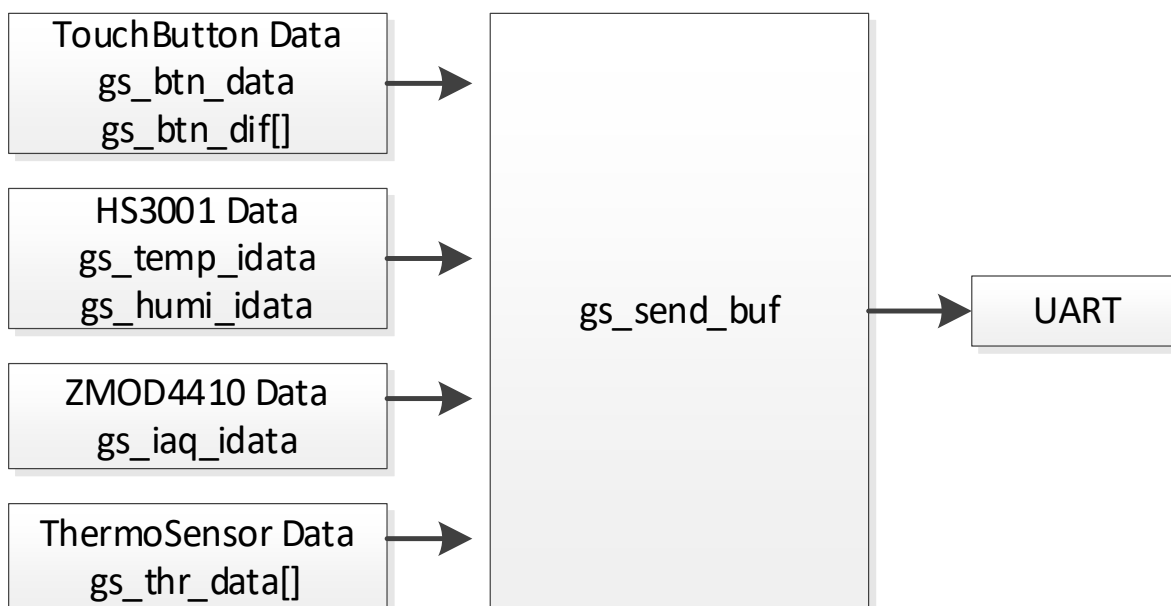 TouchButton Data
gs_btn_data
gs_btn_dif[]
HS3001 Data
gs_temp_idata
gs_humi_idata
ZMOD4410 Data
gs_iaq_idata
ThermoSensor Data
gs_thr_data[]
gs_send_buf
UART